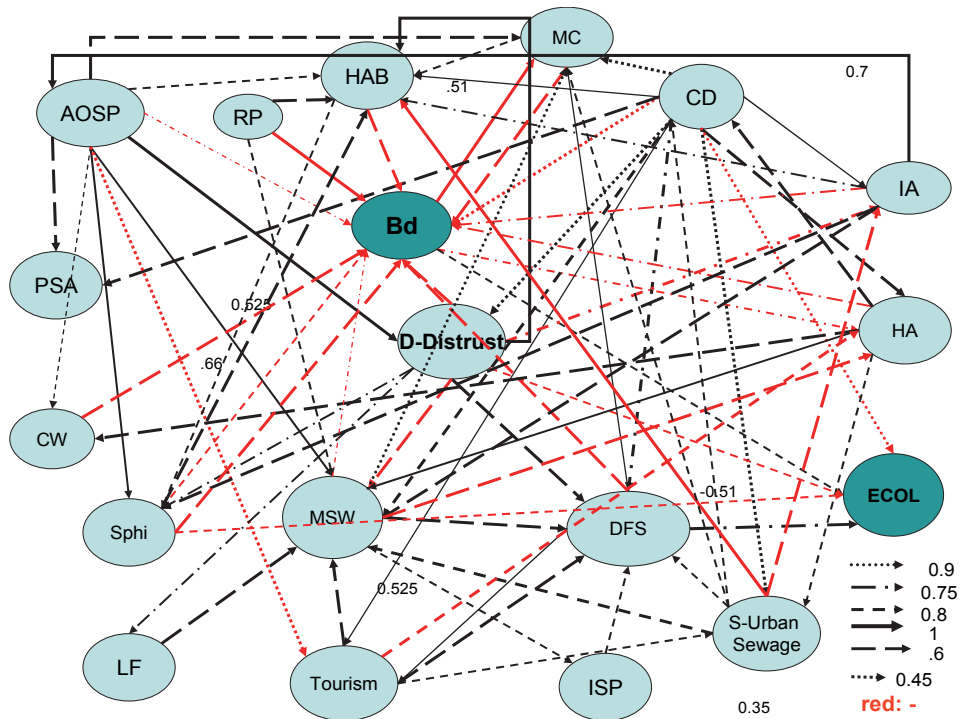 MC
HAB
.51
0.7
CD
AOSP
RP
IA
Bd
PSA
0.525
D-Distrust
HA
.66
CW
-0.51
ECOL
MSW
Sphi
DFS
0.9
0.525
0.75
0.8
S-Urban
Sewage
1
LF
Tourism
ISP
.6
0.45
0.35
red: -